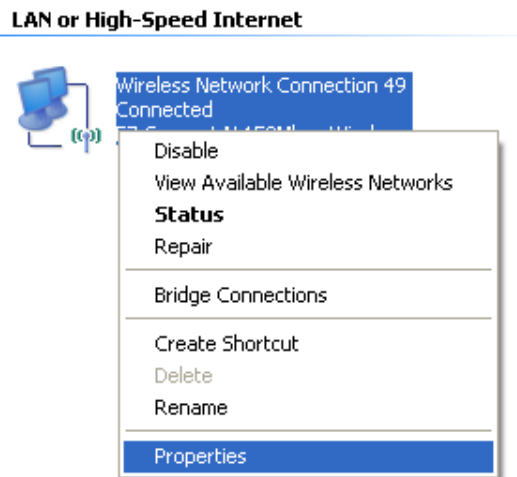 LAN or High-Speed Internet
Wireless Network Connection 49
Connected
Disable
View Available Wireless Networks
Status
Repair
Bridge Connections
Create Shortcut
Delete
Rename
Properties